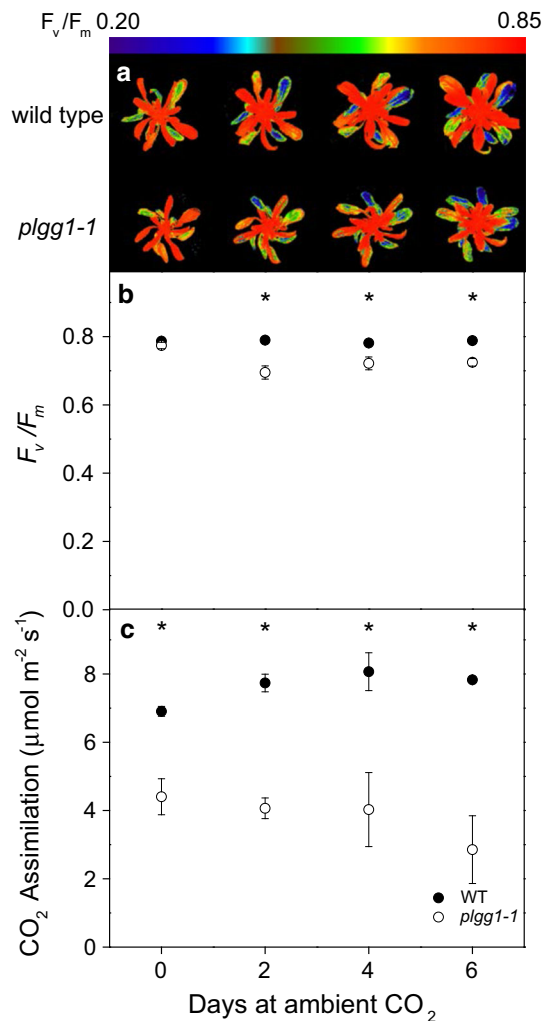 Fv/Fm 0.20 0.85
a
wild type
plgg1-1
b
* * *
0.8
0.6
0.4
0.2
0.0
Fv/Fm
c
* * * *
8
6
4
2
0
CO2 Assimilation (μmol m-2 s-1)
WT
plgg1-1
0 2 4 6
Days at ambient CO2